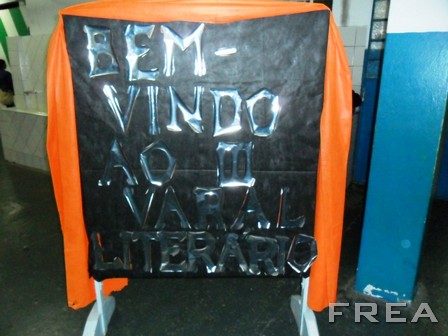 BEM-
VINDO
AO III
VARAL
LITERÁRIO
FREA